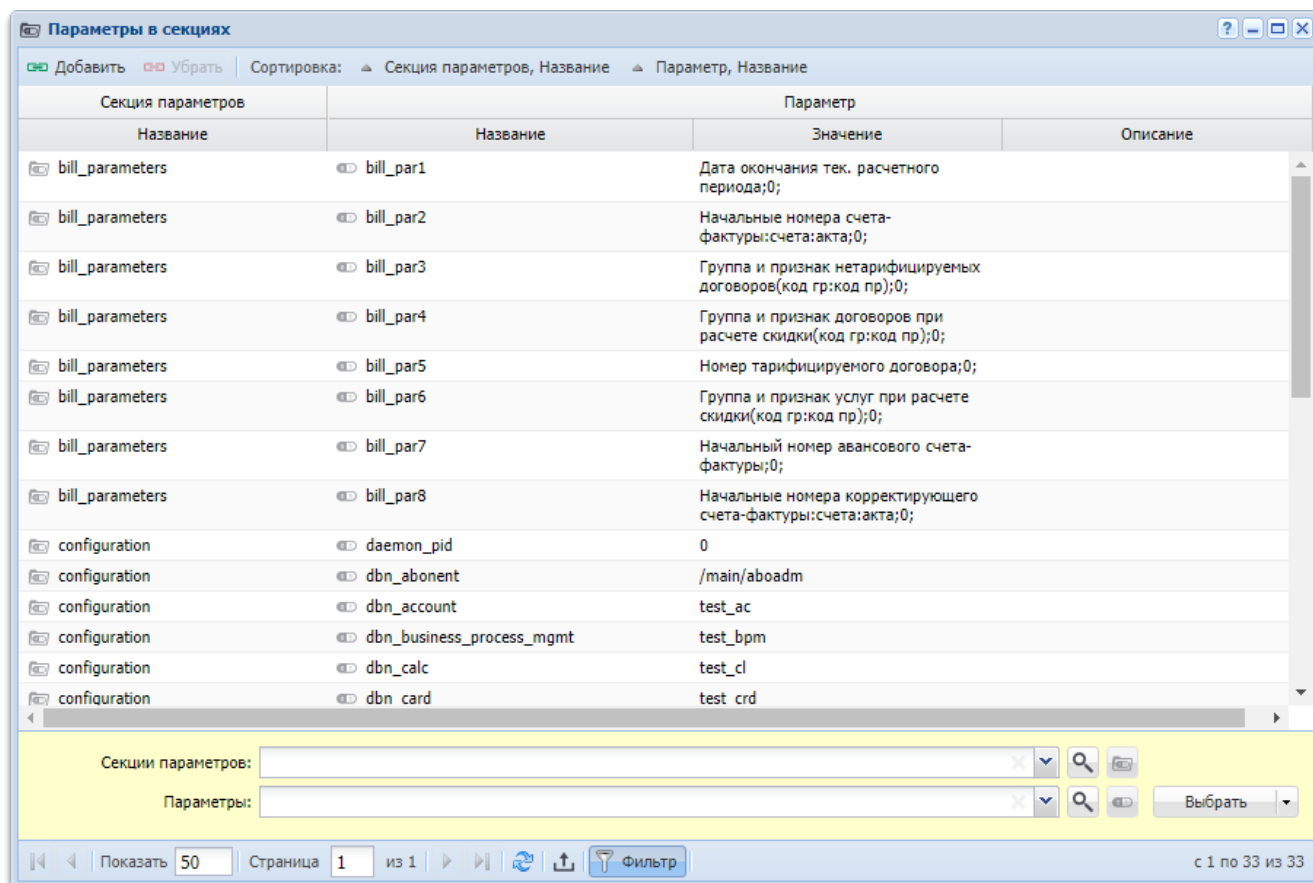 Параметры в секциях
Добавить Убрать Сортировка: Секция параметров, Название Параметр, Название
Секция параметров Параметр
Название Название Значение Описание
bill_parameters bill_par1 Дата окончания тек. расчетного
периода;0;
bill_parameters bill_par2 Начальные номера счета-
фактуры:счета:акта;0;
bill_parameters bill_par3 Группа и признак нетарифицируемых
договоров(код гр:код пр);0;
bill_parameters bill_par4 Группа и признак договоров при
расчете скидки(код гр:код пр);0;
bill_parameters bill_par5 Номер тарифицируемого договора;0;
bill_parameters bill_par6 Группа и признак услуг при расчете
скидки(код гр:код пр);0;
bill_parameters bill_par7 Начальный номер авансового счета-
фактуры;0;
bill_parameters bill_par8 Начальные номера корректирующего
счета-фактуры:счета:акта;0;
configuration daemon_pid 0
configuration dbn_abonent /main/aboadm
configuration dbn_account test_ac
configuration dbn_business_process_mgmt test_bpm
configuration dbn_calc test_cl
configuration dbn_card test_crd
Секции параметров:
Параметры: Выбрать
Показать 50 Страница 1 из 1 Фильтр с 1 по 33 из 33